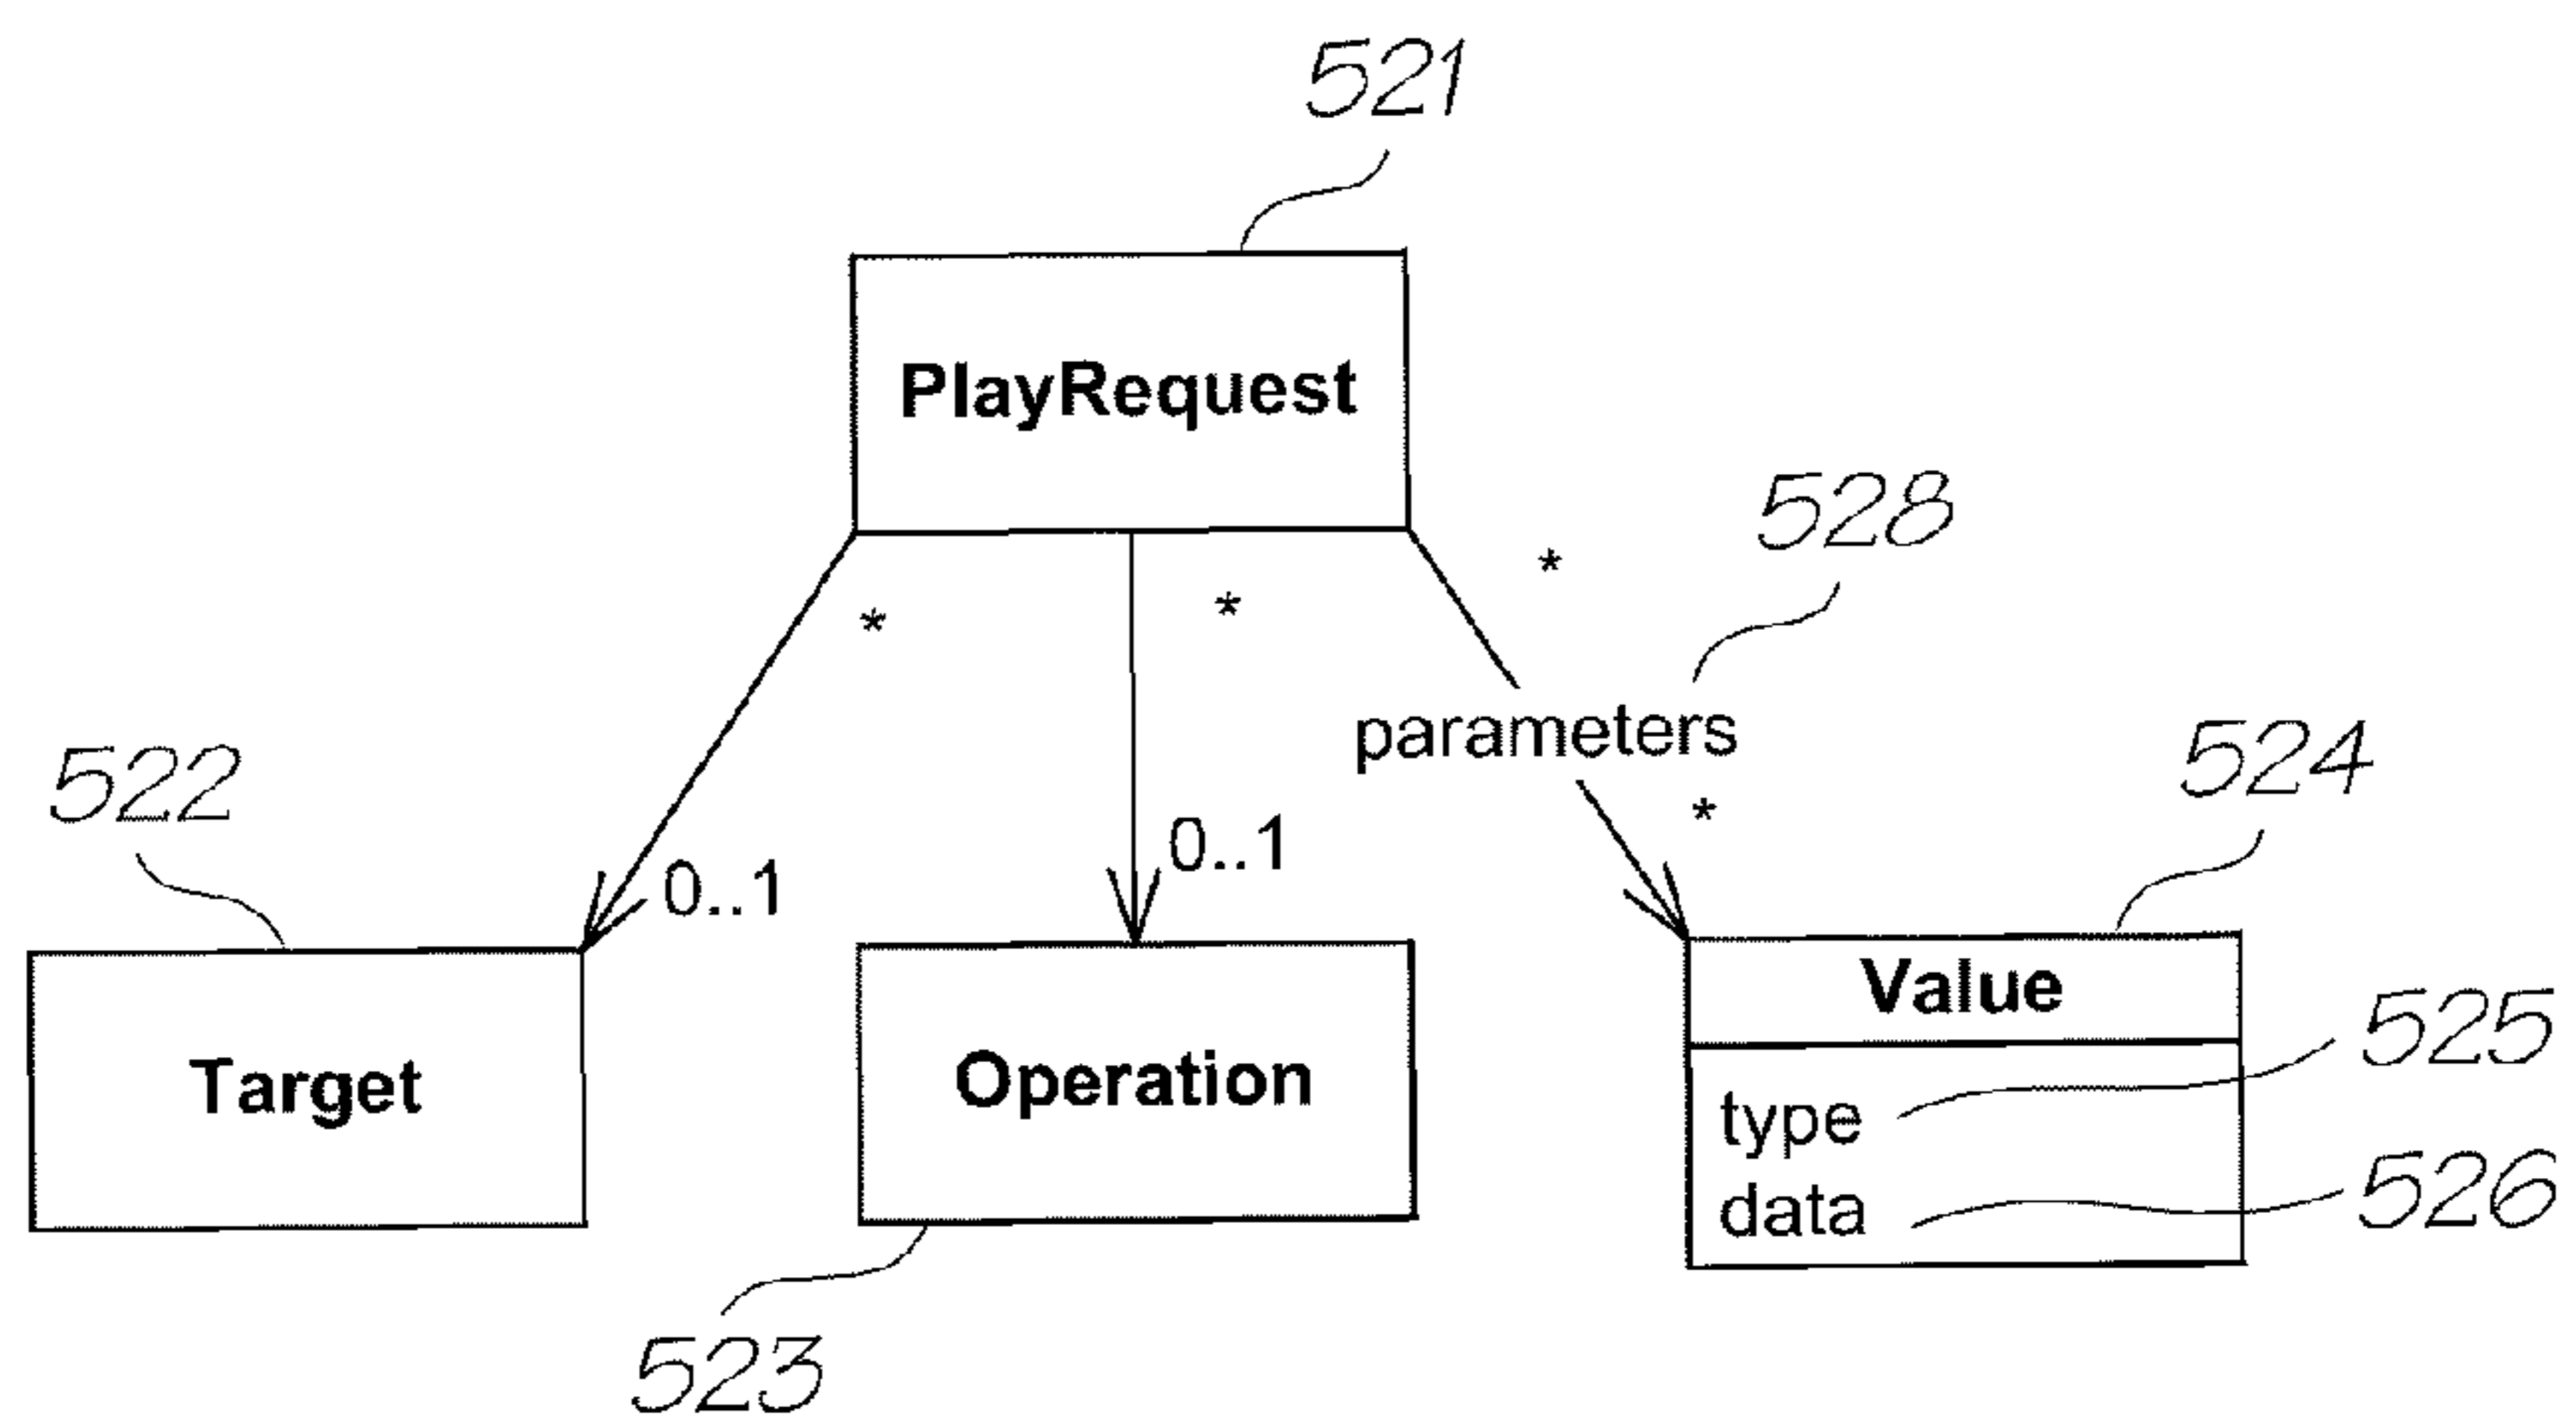 521
PlayRequest
528
*
*
*
parameters
522
524
*
0..1
0..1
Value
Target
Operation
type
525
data
526
523